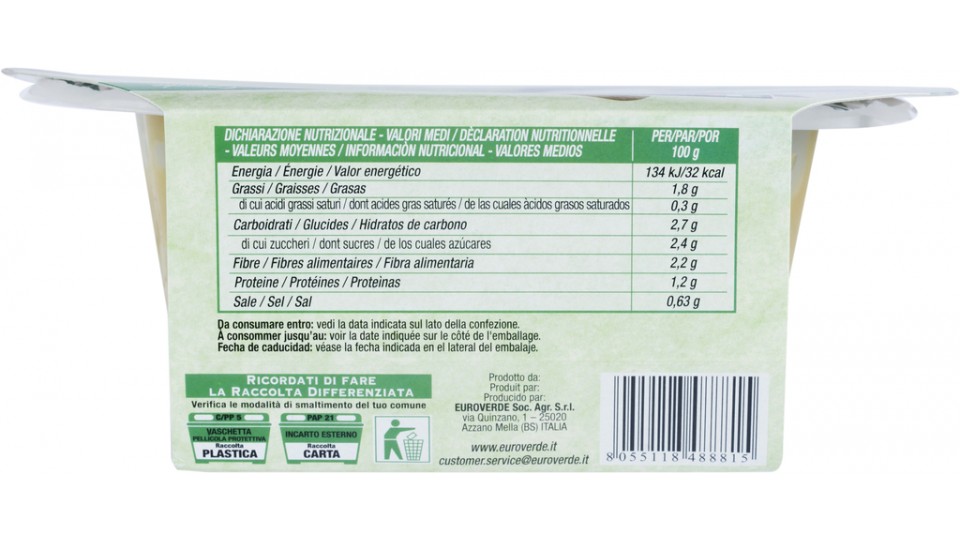 DICHIARAZIONE NUTRIZIONALE - VALORI MEDI / DÉCLARATION NUTRITIONNELLE
- VALEURS MOYENNES / INFORMACIÓN NUTRICIONAL - VALORES MEDIOS
PER/PAR/POR
100 g
Energia / Énergie / Valor energético 134 kJ/32 kcal
Grassi / Graisses / Grasas 1,8 g
di cui acidi grassi saturi / dont acides gras saturés / de las cuales àcidos grasos saturados 0,3 g
Carboidrati / Glucides / Hidratos de carbono 2,7 g
di cui zuccheri / dont sucres / de los cuales azúcares 2,4 g
Fibre / Fibres alimentaires / Fibra alimentaria 2,2 g
Proteine / Protéines / Proteìnas 1,2 g
Sale / Sel / Sal 0,63 g
Da consumare entro: vedi la data indicata sul lato della confezione.
À consommer jusqu'au: voir la date indiquée sur le côté de l'emballage.
Fecha de caducidad: véase la fecha indicada en el lateral del embalaje.
RICORDATI DI FARE
LA RACCOLTA DIFFERENZIATA
Verifica le modalità di smaltimento del tuo comune
C/PP 5
VASCHETTA
PELLICOLA PROTETTIVA
Raccolta
PLASTICA
PAP 21
INCARTO ESTERNO
Raccolta
CARTA
Prodotto da:
Produit par:
Producido par:
EUROVERDE Soc. Agr. S.r.l.
via Quinzano, 1 - 25020
Azzano Mella (BS) ITALIA
www.euroverde.it
customer.service@euroverde.it
8 055118 488815